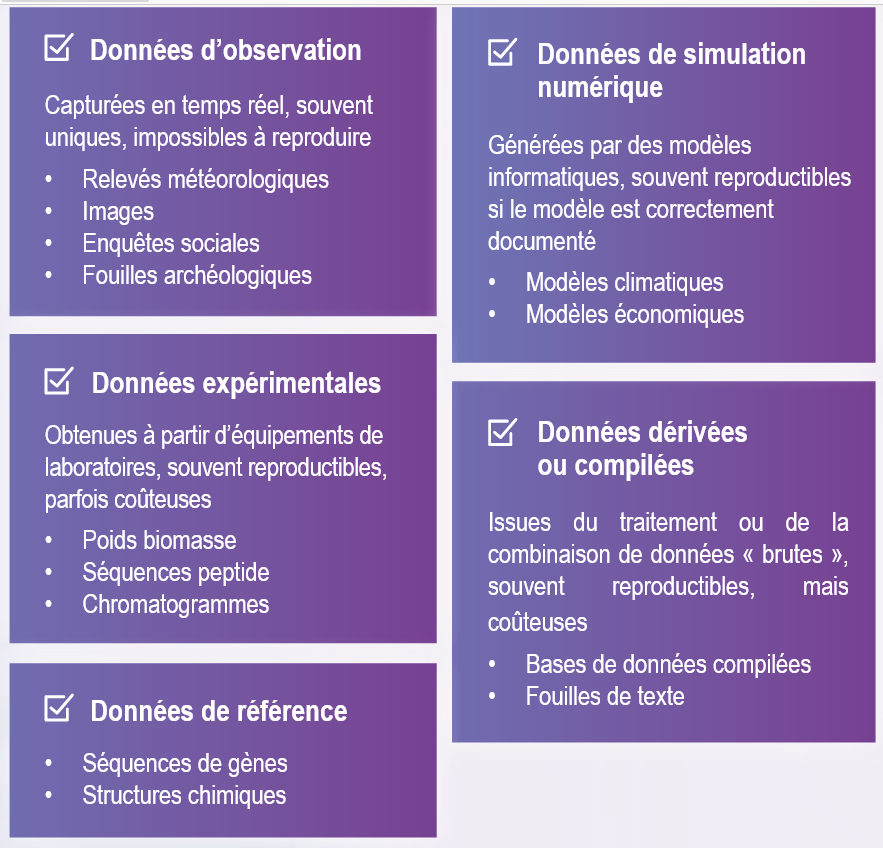 Données d’observation
Capturées en temps réel, souvent
uniques, impossibles à reproduire
• Relevés météorologiques
• Images
• Enquêtes sociales
• Fouilles archéologiques
Données expérimentales
Obtenues à partir d’équipements de
laboratoires, souvent reproductibles,
parfois coûteuses
• Poids biomasse
• Séquences peptide
• Chromatogrammes
Données de référence
• Séquences de gènes
• Structures chimiques
Données de simulation
numérique
Générées par des modèles
informatiques, souvent reproductibles
si le modèle est correctement
documenté
• Modèles climatiques
• Modèles économiques
Données dérivées
ou compilées
Issues du traitement ou de la
combinaison de données « brutes »,
souvent reproductibles, mais
coûteuses
• Bases de données compilées
• Fouilles de texte